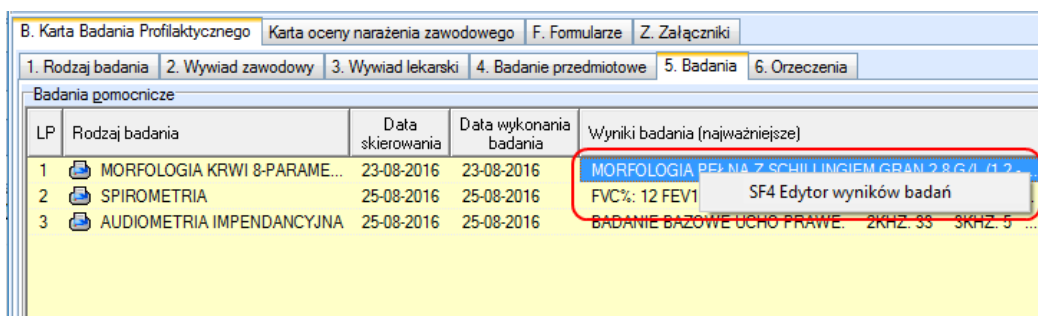 B. Karta Badania Profilaktycznego Karta oceny narażenia zawodowego F. Formularze Z. Załączniki
1. Rodzaj badania 2. Wywiad zawodowy 3. Wywiad lekarski 4. Badanie przedmiotowe 5. Badania 6. Orzeczenia
Badania pomocnicze
LP Rodzaj badania Data skierowania Data wykonania badania Wyniki badania (najważniejsze)
1 MORFOLOGIA KRWI 8-PARAME... 23-08-2016 23-08-2016 MORFOLOGIA PEŁNA Z SCHILLINGIEM GRAN 2.8 G/L (1.2 - ...
SF4 Edytor wyników badań
2 SPIROMETRIA 25-08-2016 25-08-2016 FVC%: 12 FEV1
3 AUDIOMETRIA IMPENDANCYJNA 25-08-2016 25-08-2016 BADANIE BAZOWE UCHO PRAWE: 2KHZ: 33 3KHZ: 5 ...